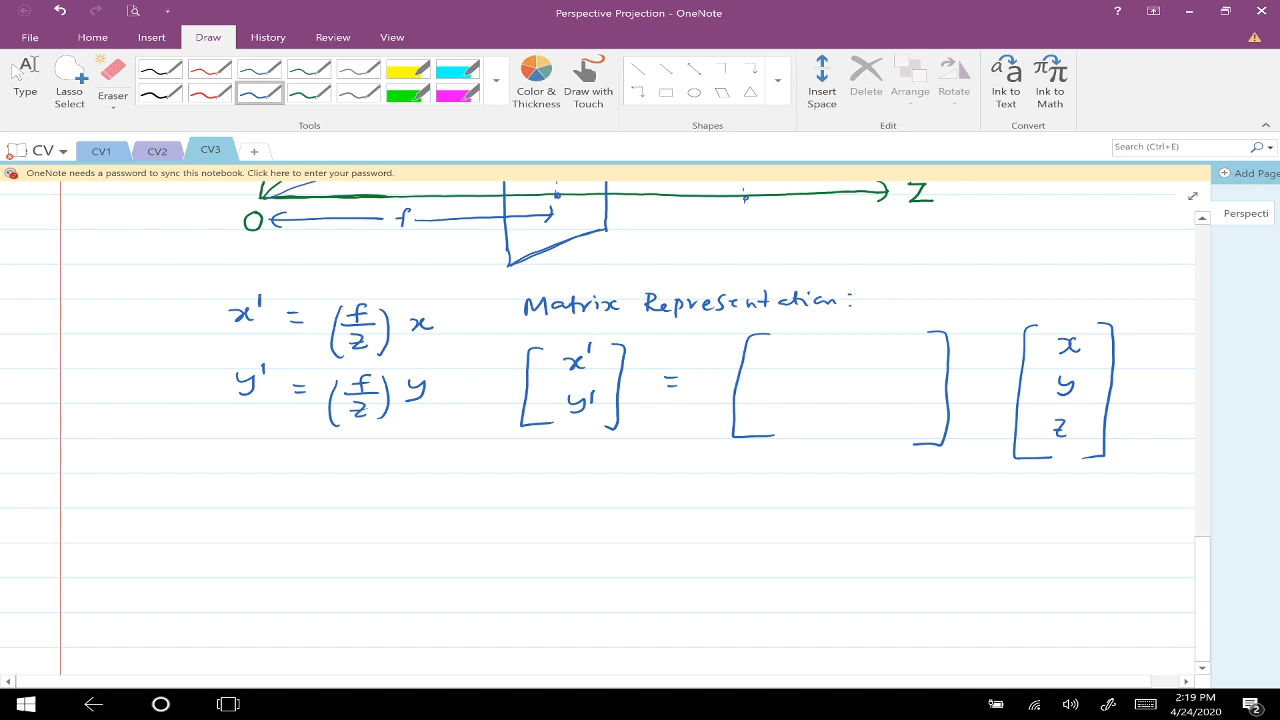 Perspective Projection - OneNote
File Home Insert Draw History Review View
Type
Lasso Select
Eraser
Color & Thickness
Draw with Touch
Insert Space
Delete
Arrange
Rotate
Ink to Text
Ink to Math
Tools Shapes Edit Convert
CV CV1 CV2 CV3
Search (Ctrl+E)
OneNote needs a password to sync this notebook. Click here to enter your password.
Add Page
Perspecti
Z
O f
x' = (f/z) x
y' = (f/z) y
Matrix Representation:
[x' y'] = [ ] [x y z]
2:19 PM
4/24/2020
2